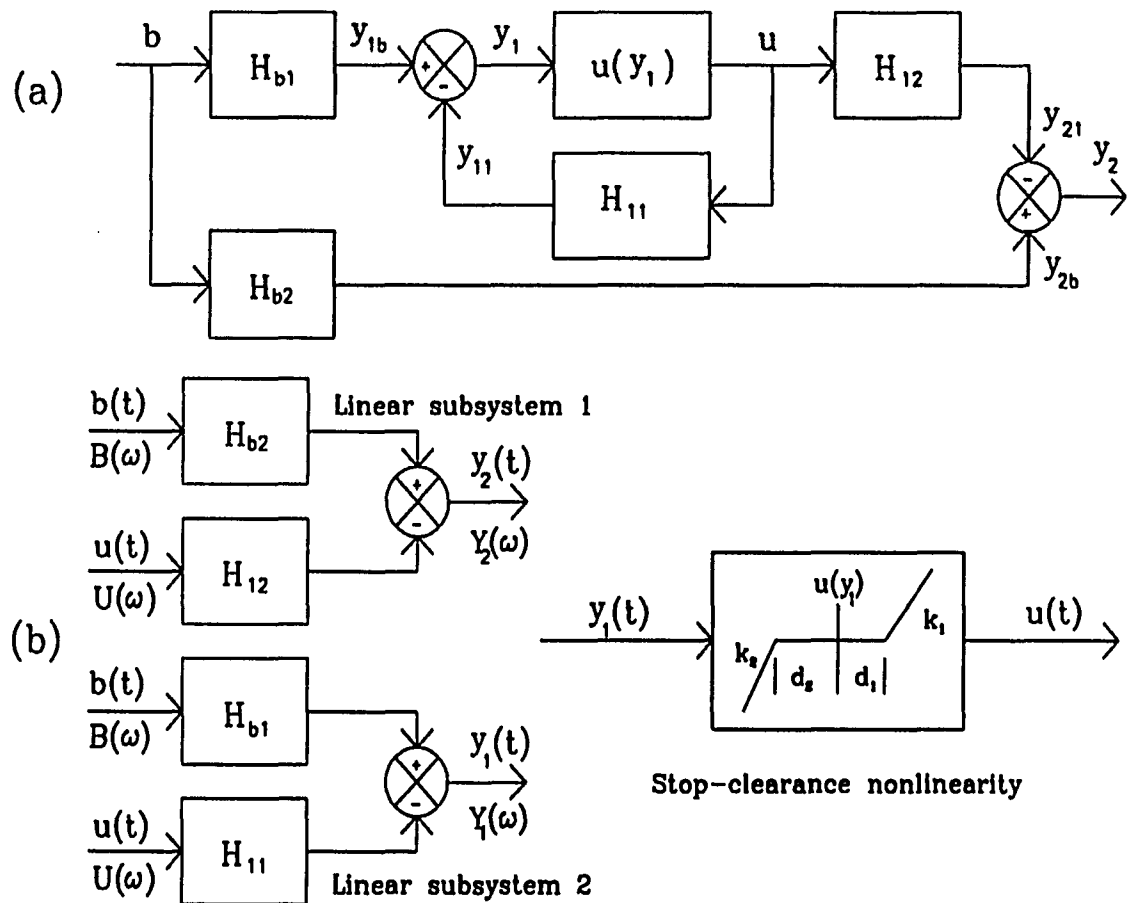 (a)
b
H_b1
y_1b
+
-
y_1
u(y_1)
u
H_12
y_21
y_11
H_11
-
+
y_2
H_b2
y_2b
(b)
b(t)
B(ω)
H_b2
Linear subsystem 1
+
-
y_2(t)
Y_2(ω)
u(t)
U(ω)
H_12
b(t)
B(ω)
H_b1
+
-
y_1(t)
Y_1(ω)
u(t)
U(ω)
H_11
Linear subsystem 2
y_1(t)
u(y_1)
k_1
k_2
d_2
d_1
u(t)
Stop-clearance nonlinearity